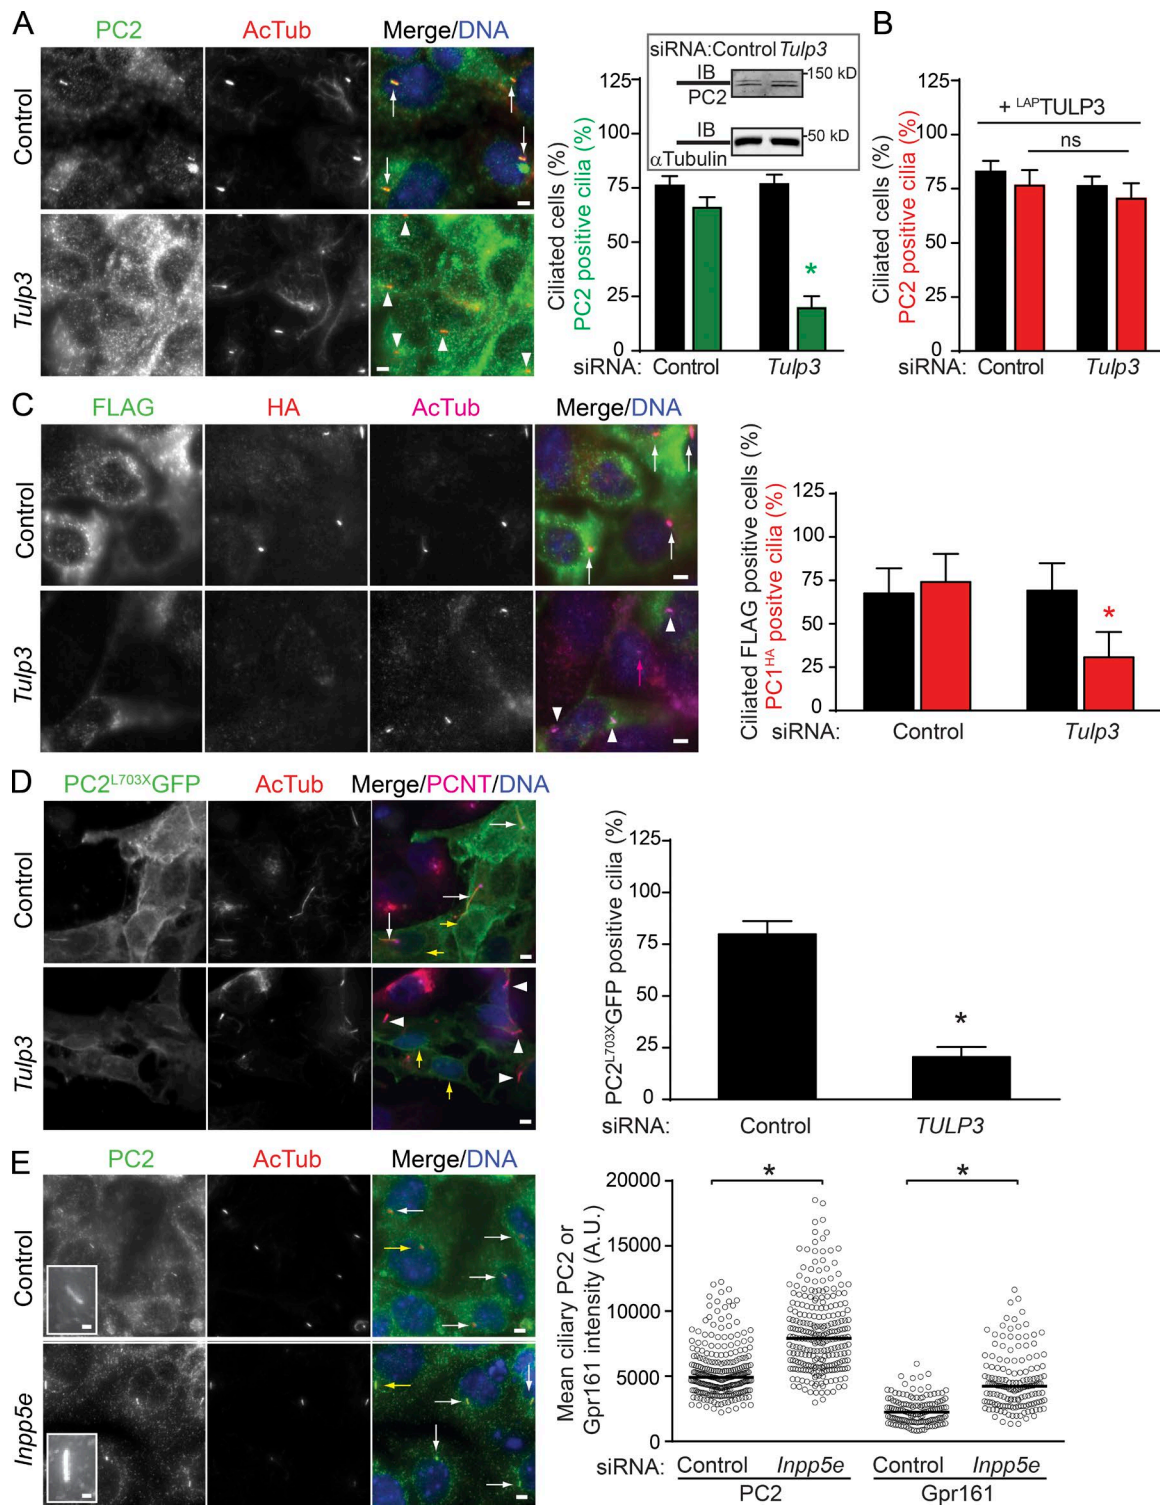 A
PC2
AcTub
Merge/DNA
Control
Tulp3
Ciliated cells (%)
PC2 positive cilia (%)
125
100
75
50
25
0
siRNA:
Control
Tulp3
*
siRNA:Control Tulp3
IB
PC2
150 kD
IB
αTubulin
50 kD
B
Ciliated cells (%)
PC2 positive cilia (%)
125
100
75
50
25
0
+ LAPTULP3
ns
siRNA:
Control
Tulp3
C
FLAG
HA
AcTub
Merge/DNA
Control
Tulp3
Ciliated FLAG positive cells (%)
PC1HA positive cilia (%)
125
100
75
50
25
0
*
siRNA:
Control
Tulp3
D
PC2L703XGFP
AcTub
Merge/PCNT/DNA
Control
Tulp3
PC2L703XGFP positive cilia (%)
125
100
75
50
25
0
*
siRNA:
Control
TULP3
E
PC2
AcTub
Merge/DNA
Control
Inpp5e
Mean ciliary PC2 or
Gpr161 intensity (A.U.)
20000
15000
10000
5000
0
*
*
siRNA:
Control
Inpp5e
Control
Inpp5e
PC2
Gpr161